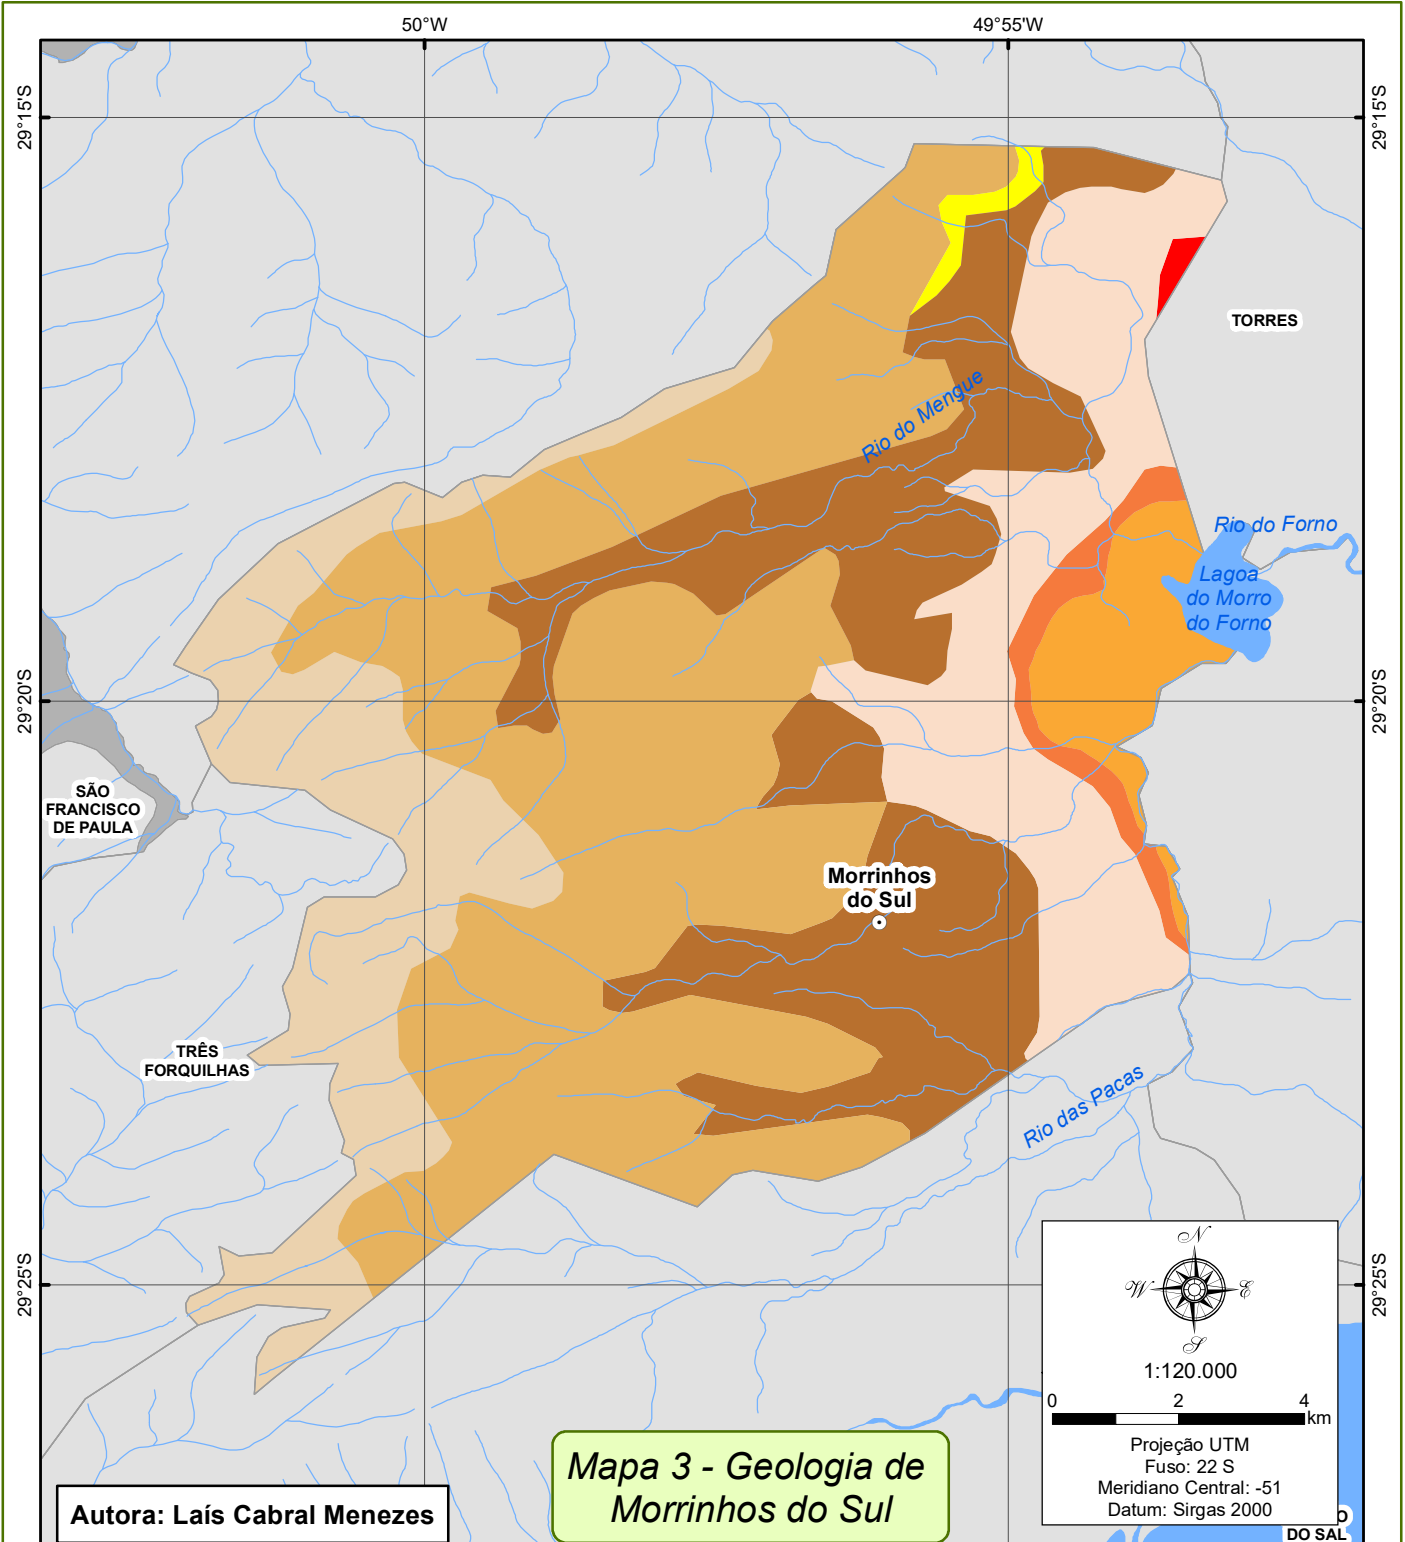 50°W
49°55'W
29°15'S
29°15'S
TORRES
Rio do Mengue
Rio do Forno
Lagoa
do Morro
do Forno
29°20'S
29°20'S
SÃO
FRANCISCO
DE PAULA
Morrinhos
do Sul
TRÊS
FORQUILHAS
Rio das Pacas
29°25'S
29°25'S
N
W
E
S
1:120.000
0 2 4
km
Projeção UTM
Fuso: 22 S
Meridiano Central: -51
Datum: Sirgas 2000
Mapa 3 - Geologia de
Morrinhos do Sul
Autora: Laís Cabral Menezes
O
DO SAL